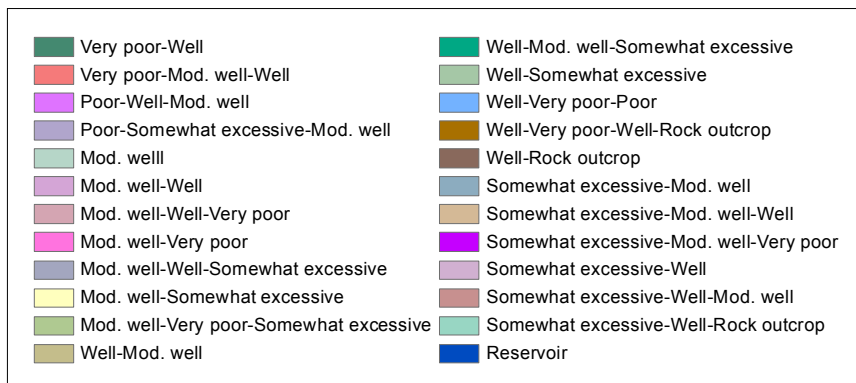 Very poor-Well
Very poor-Mod. well-Well
Poor-Well-Mod. well
Poor-Somewhat excessive-Mod. well
Mod. welll
Mod. well-Well
Mod. well-Well-Very poor
Mod. well-Very poor
Mod. well-Well-Somewhat excessive
Mod. well-Somewhat excessive
Mod. well-Very poor-Somewhat excessive
Well-Mod. well
Well-Mod. well-Somewhat excessive
Well-Somewhat excessive
Well-Very poor-Poor
Well-Very poor-Well-Rock outcrop
Well-Rock outcrop
Somewhat excessive-Mod. well
Somewhat excessive-Mod. well-Well
Somewhat excessive-Mod. well-Very poor
Somewhat excessive-Well
Somewhat excessive-Well-Mod. well
Somewhat excessive-Well-Rock outcrop
Reservoir